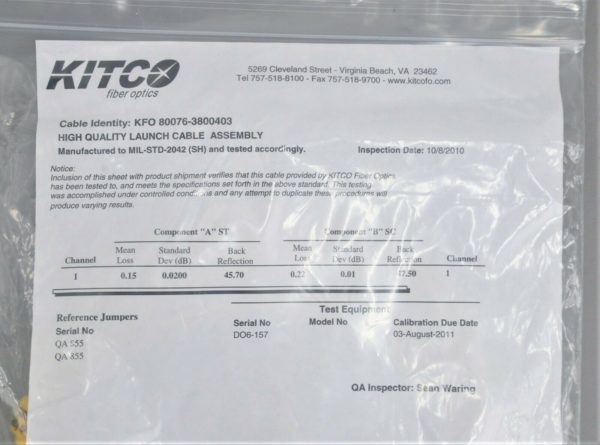 KITCO
fiber optics
5269 Cleveland Street - Virginia Beach, VA 23462
Tel 757-518-8100 - Fax 757-518-9700 - www.kitcofo.com
Cable Identity: KFO 80076-3800403
HIGH QUALITY LAUNCH CABLE ASSEMBLY
Manufactured to MIL-STD-2042 (SH) and tested accordingly. Inspection Date: 10/8/2010
Notice:
Inclusion of this sheet with product shipment verifies that this cable provided by KITCO Fiber Optics
has been tested to, and meets the specifications set forth in the above standard. This testing
was accomplished under controlled conditions and any attempt to duplicate these procedures will
produce varying results.
Component "A" ST Component "B" SC
Mean Standard Back Mean Standard Back
Channel Loss Dev (dB) Reflection Loss Dev (dB) Reflection Channel
1 0.15 0.0200 45.70 0.22 0.01 47.50 1
Test Equipment
Reference Jumpers
Serial No Model No Calibration Due Date
Serial No
DO6-157 03-August-2011
QA 555
QA 855
QA Inspector: Sean Waring